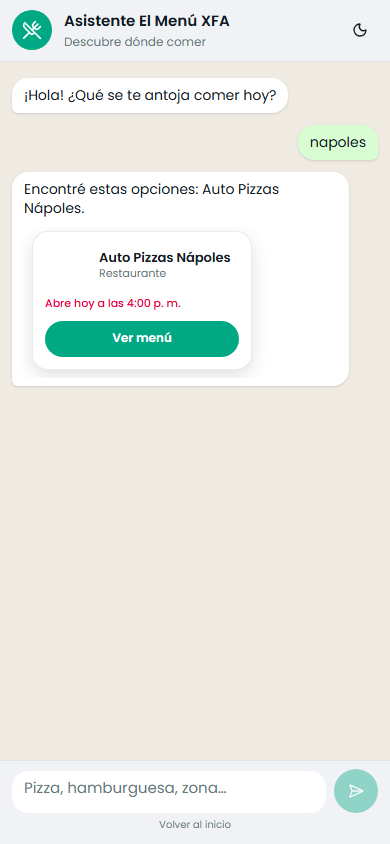 Asistente El Menú XFA
Descubre dónde comer
¡Hola! ¿Qué se te antoja comer hoy?
napoles
Encontré estas opciones: Auto Pizzas
Nápoles.
Auto Pizzas Nápoles
Restaurante
Abre hoy a las 4:00 p. m.
Ver menú
Pizza, hamburguesa, zona...
Volver al inicio